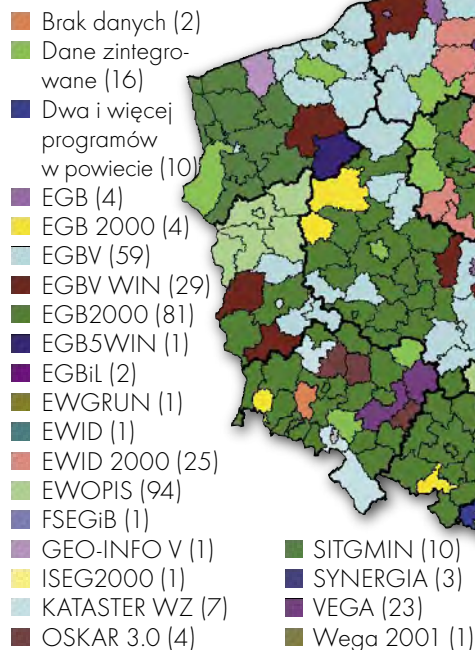 Brak danych (2)
Dane zintegro-
wane (16)
Dwa i więcej
programów
w powiecie (10)
EGB (4)
EGB 2000 (4)
EGBV (59)
EGBV WIN (29)
EGB2000 (81)
EGB5WIN (1)
EGBiL (2)
EWGRUN (1)
EWID (1)
EWID 2000 (25)
EWOPIS (94)
FSEGiB (1)
GEO-INFO V (1)
ISEG2000 (1)
KATASTER WZ (7)
OSKAR 3.0 (4)
SITGMIN (10)
SYNERGIA (3)
VEGA (23)
Wega 2001 (1)